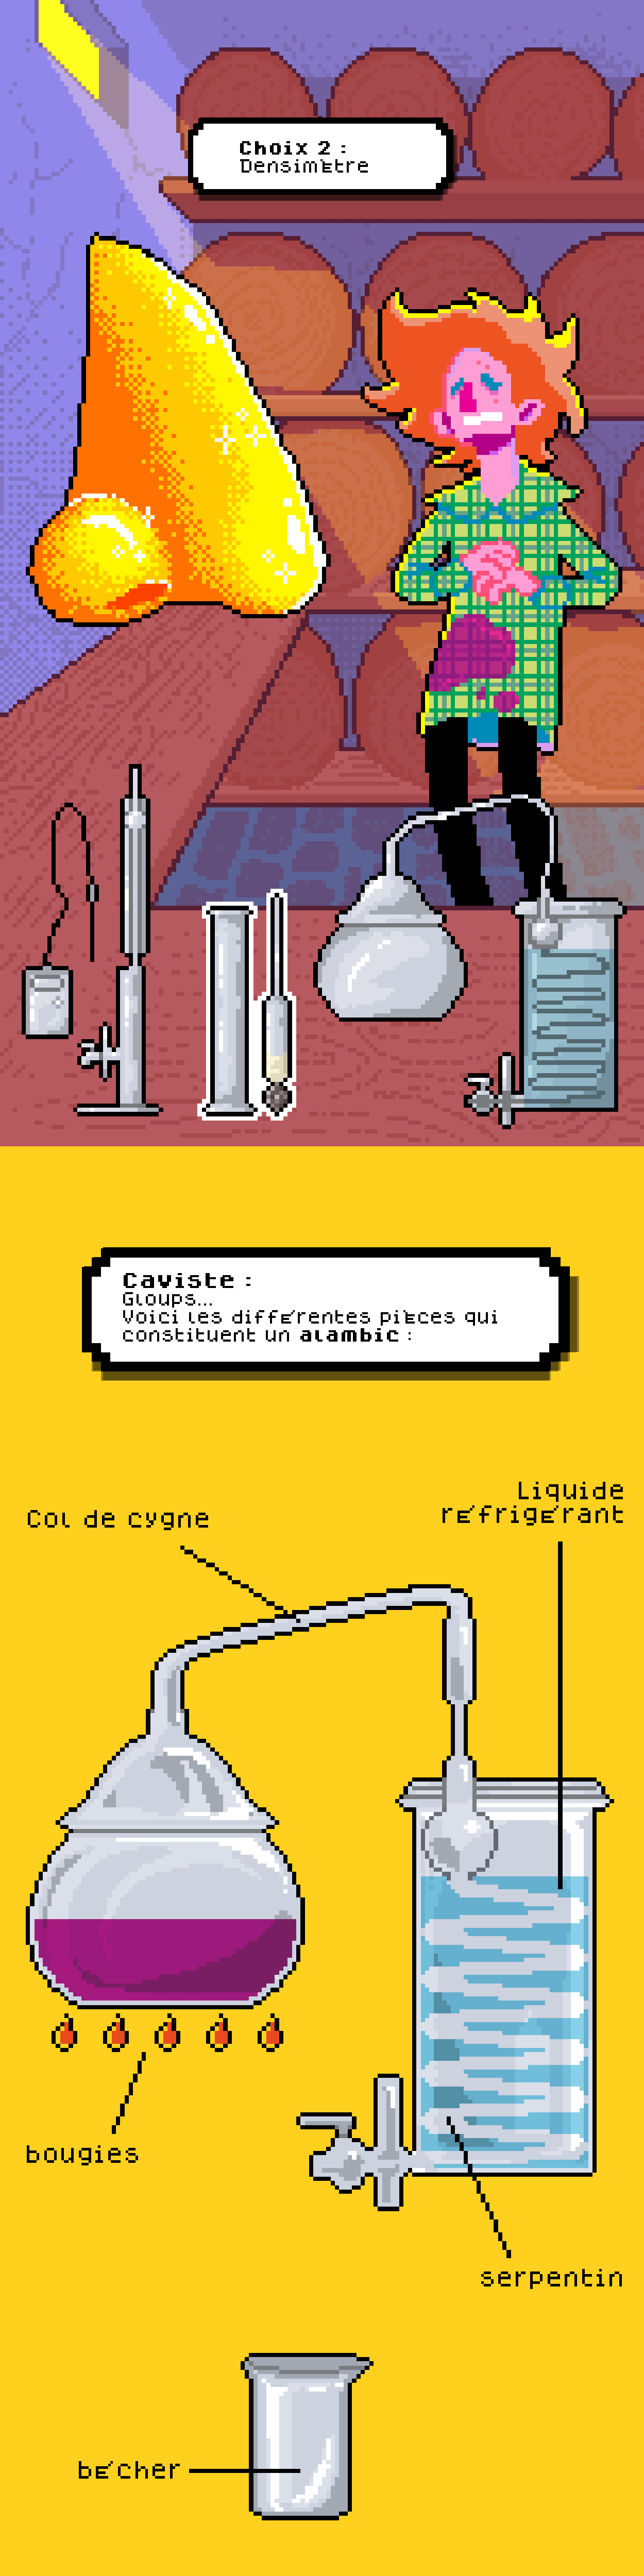 Choix 2 :
Densimètre
Caviste :
Gloups...
Voici les différentes pièces qui
constituent un alambic :
Liquide
réfrigérant
Col de cygne
bougies
serpentin
bécher